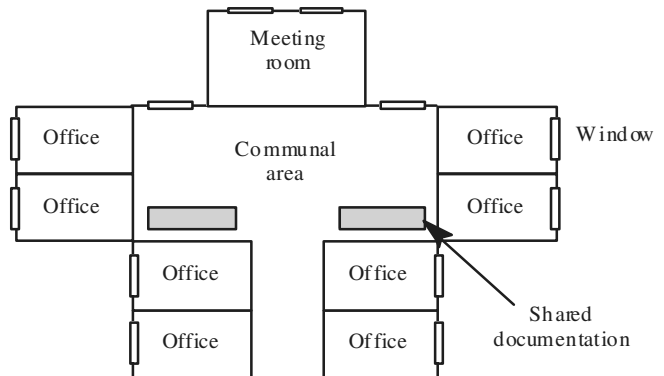 Meeting
room
Office
Communal
area
Office
Window
Office
Office
Office
Office
Shared
documentation
Office
Office